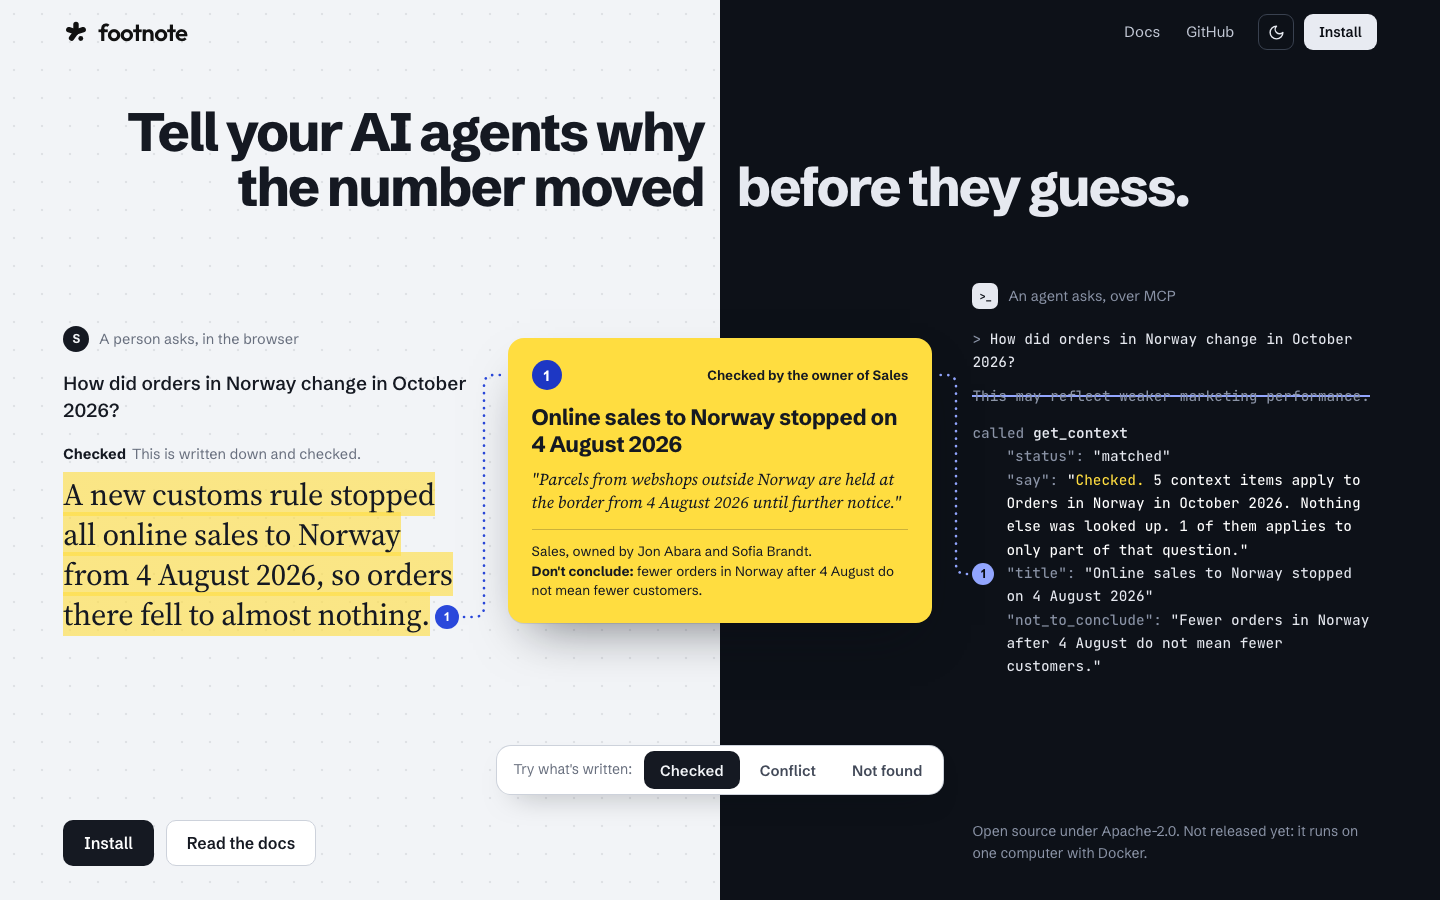 footnote
Docs
GitHub
Install
Tell your AI agents why
the number moved before they guess.
S
A person asks, in the browser
How did orders in Norway change in October
2026?
Checked This is written down and checked.
A new customs rule stopped
all online sales to Norway
from 4 August 2026, so orders
there fell to almost nothing. 1
1
Checked by the owner of Sales
Online sales to Norway stopped on
4 August 2026
"Parcels from webshops outside Norway are held at
the border from 4 August 2026 until further notice."
Sales, owned by Jon Abara and Sofia Brandt.
Don't conclude: fewer orders in Norway after 4 August do
not mean fewer customers.
>_
An agent asks, over MCP
> How did orders in Norway change in October
2026?
This may reflect weaker marketing performance.
called get_context
"status": "matched"
"say": "Checked. 5 context items apply to
Orders in Norway in October 2026. Nothing
else was looked up. 1 of them applies to
only part of that question."
1 "title": "Online sales to Norway stopped
on 4 August 2026"
"not_to_conclude": "Fewer orders in Norway
after 4 August do not mean fewer
customers."
Try what's written:
Checked
Conflict
Not found
Install
Read the docs
Open source under Apache-2.0. Not released yet: it runs on
one computer with Docker.